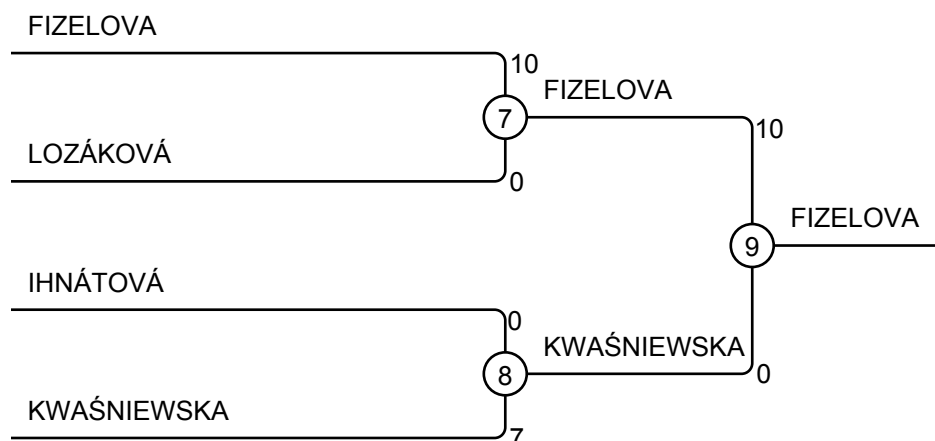 FIZELOVA
10
7
FIZELOVA
LOZÁKOVÁ
0
10
9
FIZELOVA
IHNÁTOVÁ
0
8
KWAŚNIEWSKA
0
KWAŚNIEWSKA
7